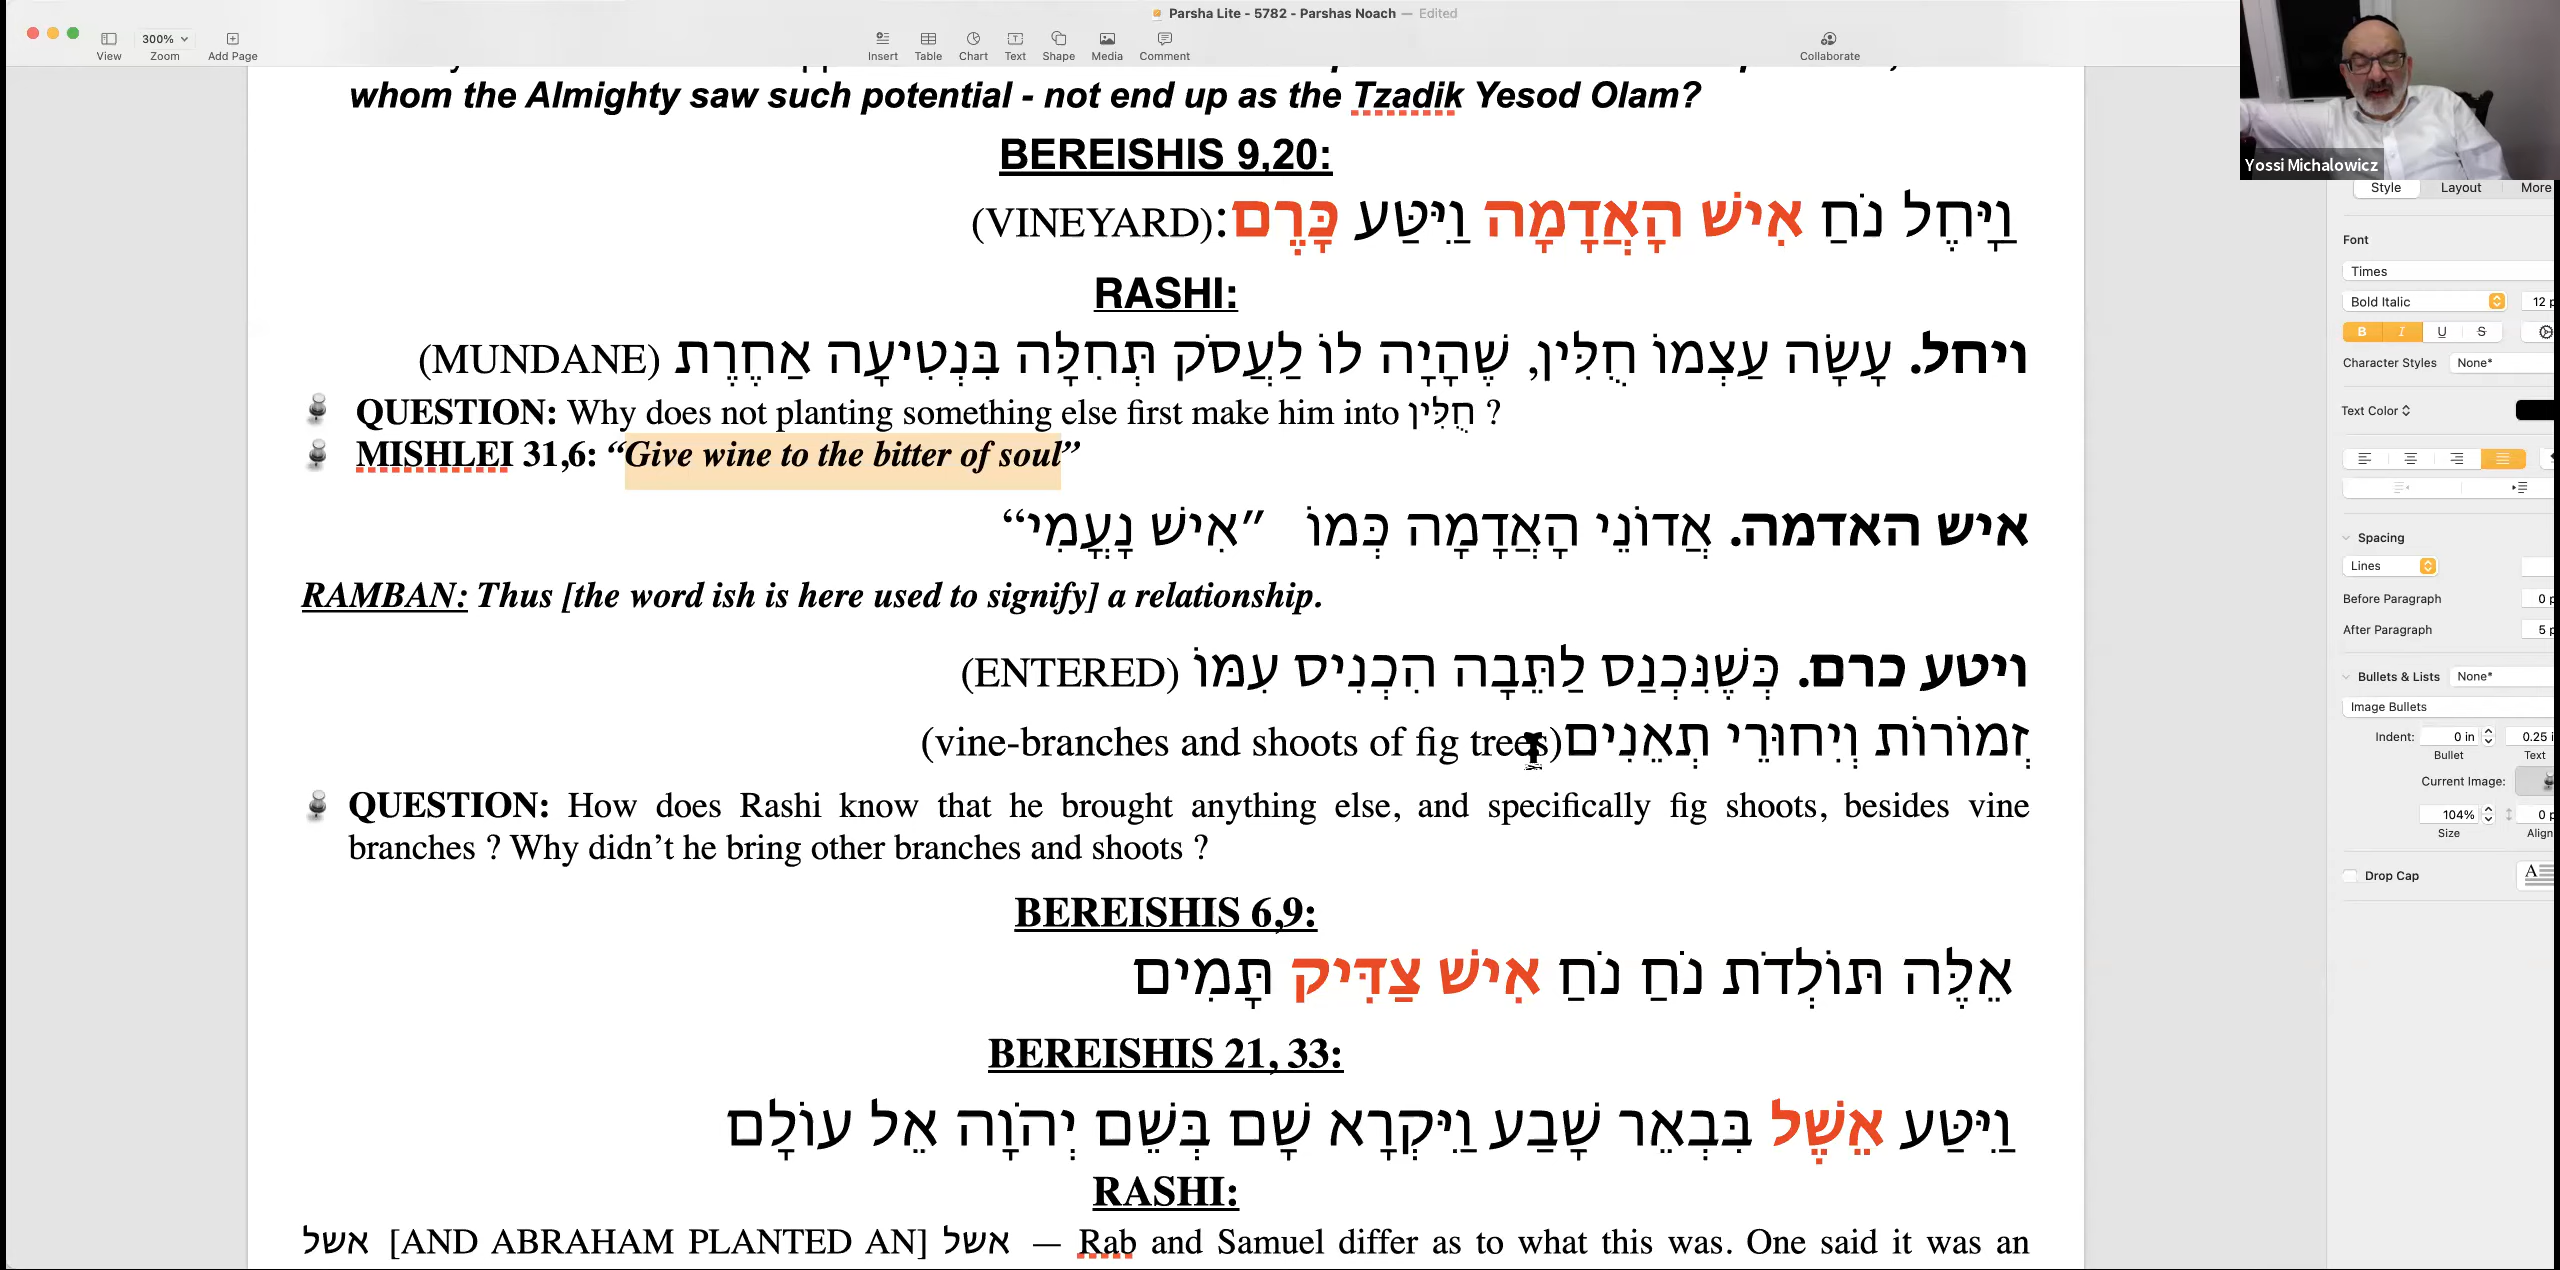 Parsha Lite - 5782 - Parshas Noach — Edited
View
300%
Zoom
Add Page
Insert
Table
Chart
Text
Shape
Media
Comment
Collaborate
Yossi Michalowicz
whom the Almighty saw such potential - not end up as the Tzadik Yesod Olam?
BEREISHIS 9,20:
וַיָּחֶל נֹחַ אִישׁ הָאֲדָמָה וַיִּטַּע כָּרֶם: (VINEYARD)
RASHI:
ויחל. עָשָׂה עַצְמוֹ חֻלִּין, שֶׁהָיָה לוֹ לַעֲסֹק תְּחִלָּה בִּנְטִיעָה אַחֶרֶת (MUNDANE)
QUESTION: Why does not planting something else first make him into חֻלִּין ?
MISHLEI 31,6: “Give wine to the bitter of soul”
איש האדמה. אֲדוֹנֵי הָאֲדָמָה כְּמוֹ ״אִישׁ נָעֳמִי“
RAMBAN: Thus [the word ish is here used to signify] a relationship.
ויטע כרם. כְּשֶׁנִּכְנַס לַתֵּבָה הִכְנִיס עִמּוֹ (ENTERED)
זְמוֹרוֹת וְיִחוּרֵי תְאֵנִים (vine-branches and shoots of fig trees)
QUESTION: How does Rashi know that he brought anything else, and specifically fig shoots, besides vine
branches ? Why didn’t he bring other branches and shoots ?
BEREISHIS 6,9:
אֵלֶּה תּוֹלְדֹת נֹחַ נֹחַ אִישׁ צַדִּיק תָּמִים
BEREISHIS 21, 33:
וַיִּטַּע אֵשֶׁל בִּבְאֵר שָׁבַע וַיִּקְרָא שָׁם בְּשֵׁם יְהֹוָה אֵל עוֹלָם
RASHI:
אשל [AND ABRAHAM PLANTED AN] אשל — Rab and Samuel differ as to what this was. One said it was an
Style
Layout
More
Font
Times
Bold Italic
12 p
B I U S
Character Styles
None*
Text Color
Spacing
Lines
Before Paragraph
0 p
After Paragraph
5 p
Bullets & Lists
None*
Image Bullets
Indent:
0 in
0.25 i
Bullet
Text
Current Image:
104%
0 p
Size
Align
Drop Cap